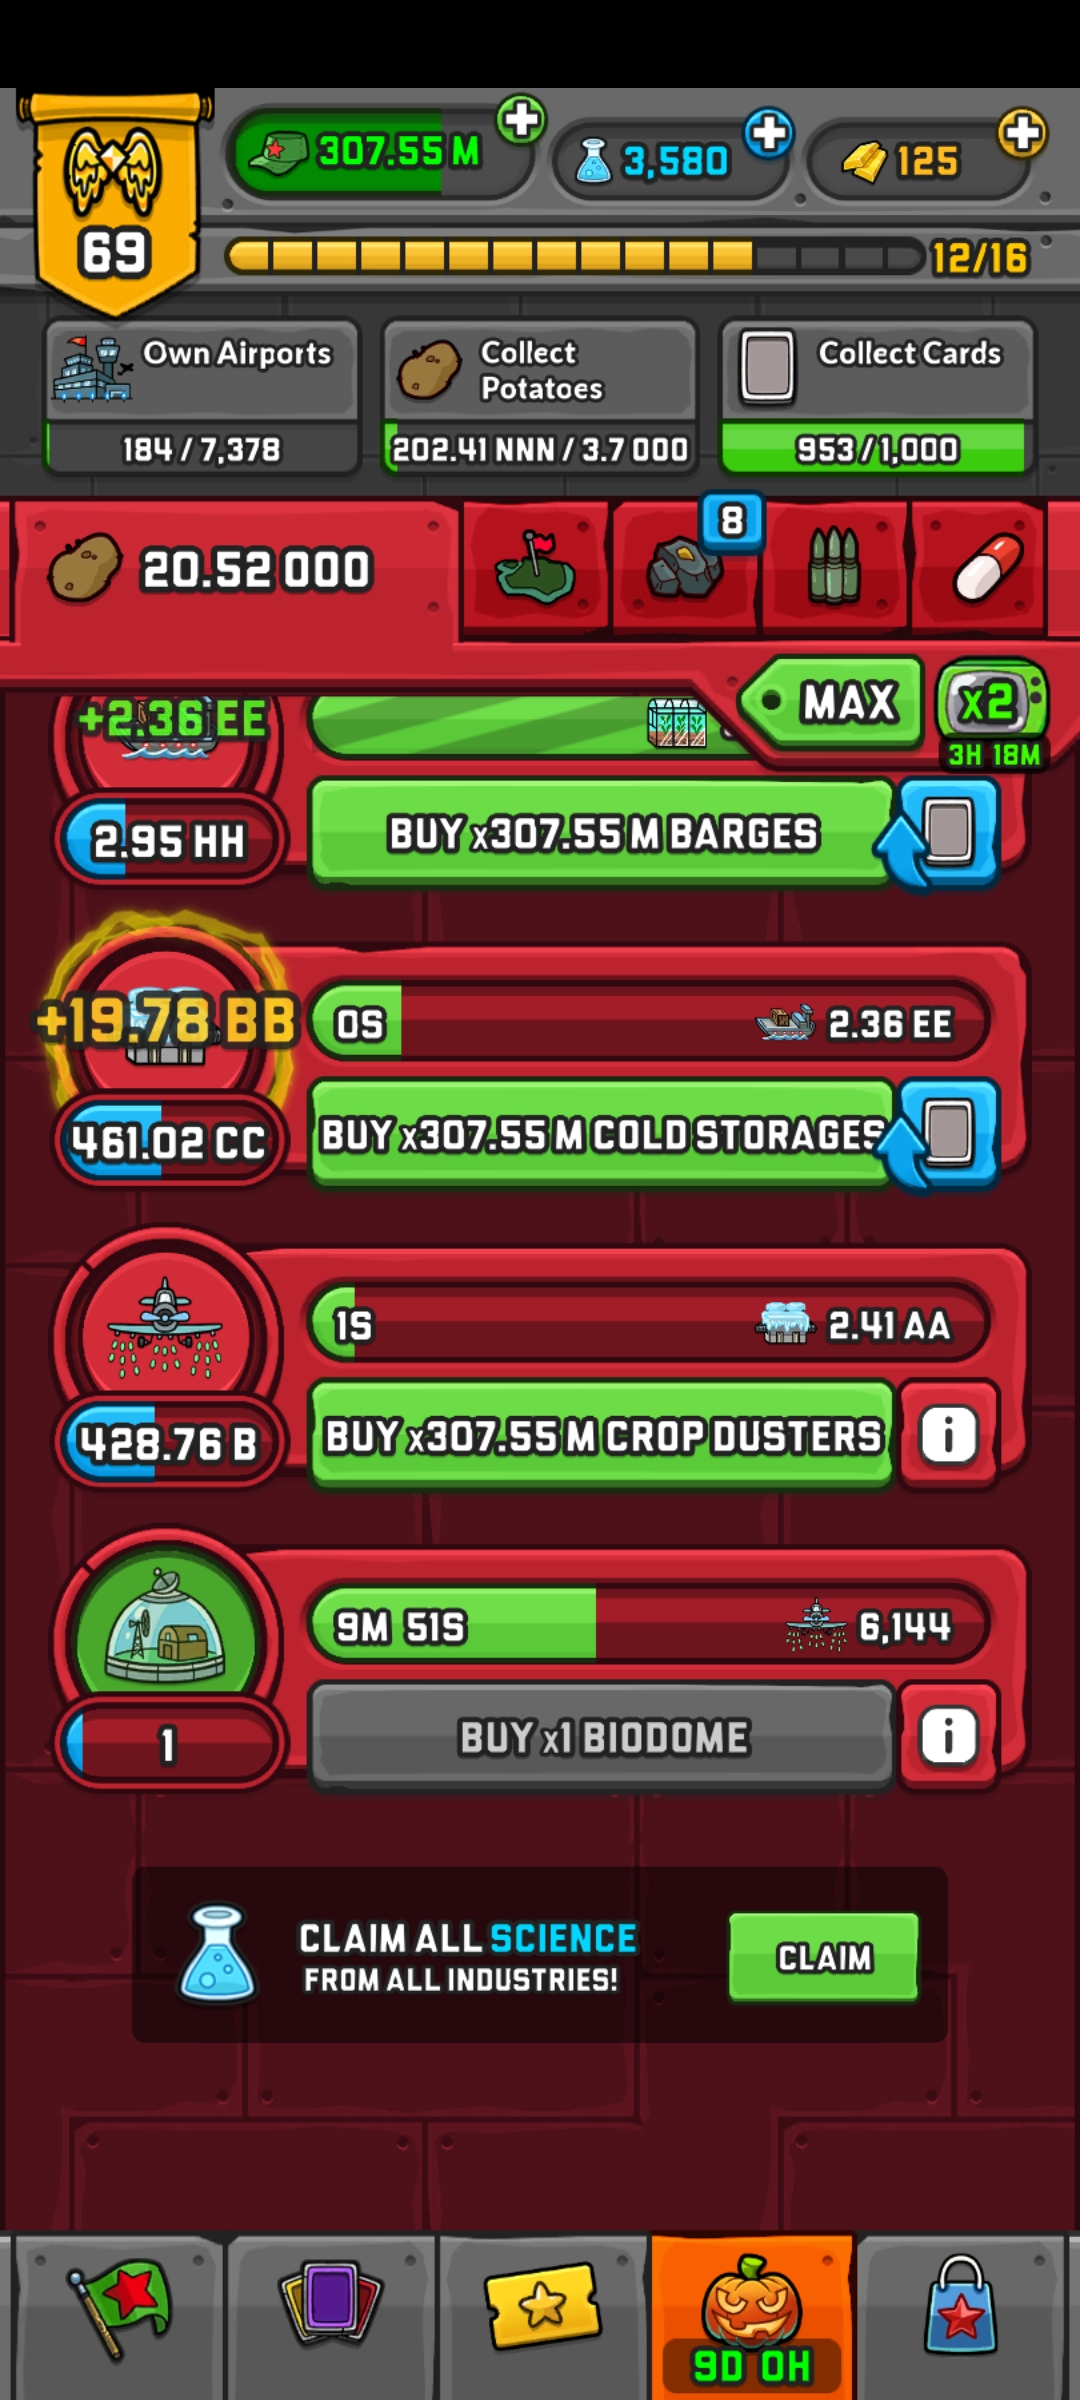 307.55 M
3,580
125
69
12/16
Own Airports
184 / 7,378
Collect
Potatoes
202.41 NNN / 3.7 OOO
Collect Cards
953 / 1,000
20.52 OOO
8
MAX
x2
3H 18M
+2.36 EE
2.95 HH
BUY x307.55 M BARGES
+19.78 BB
0S
2.36 EE
461.02 CC
BUY x307.55 M COLD STORAGES
1S
2.41 AA
428.76 B
BUY x307.55 M CROP DUSTERS
i
9M 51S
6,144
1
BUY x1 BIODOME
i
CLAIM ALL SCIENCE
FROM ALL INDUSTRIES!
CLAIM
9D 0H